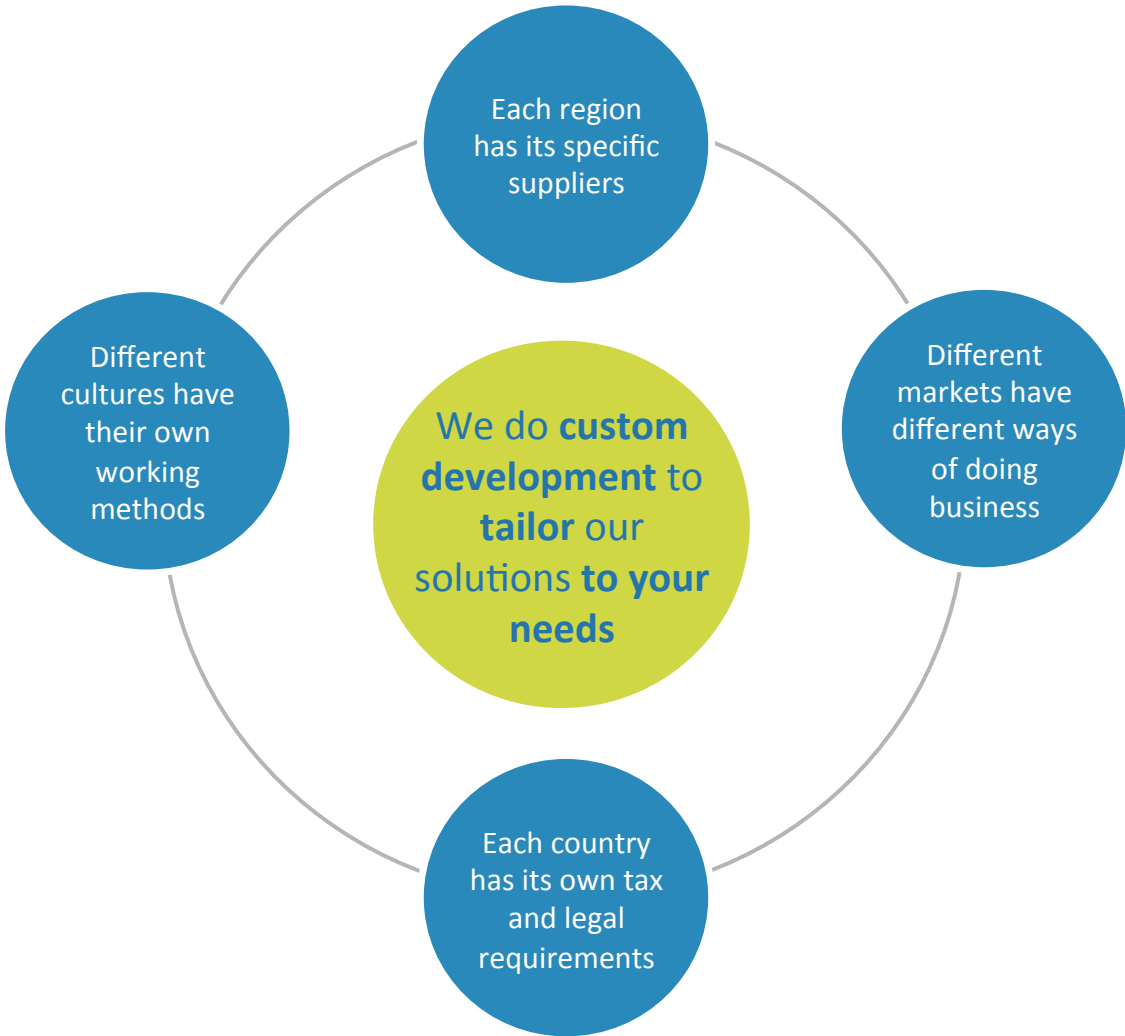 Each region
has its specific
suppliers
Different
cultures have
their own
working
methods
We do custom
development to
tailor our
solutions to your
needs
Different
markets have
different ways
of doing
business
Each country
has its own tax
and legal
requirements